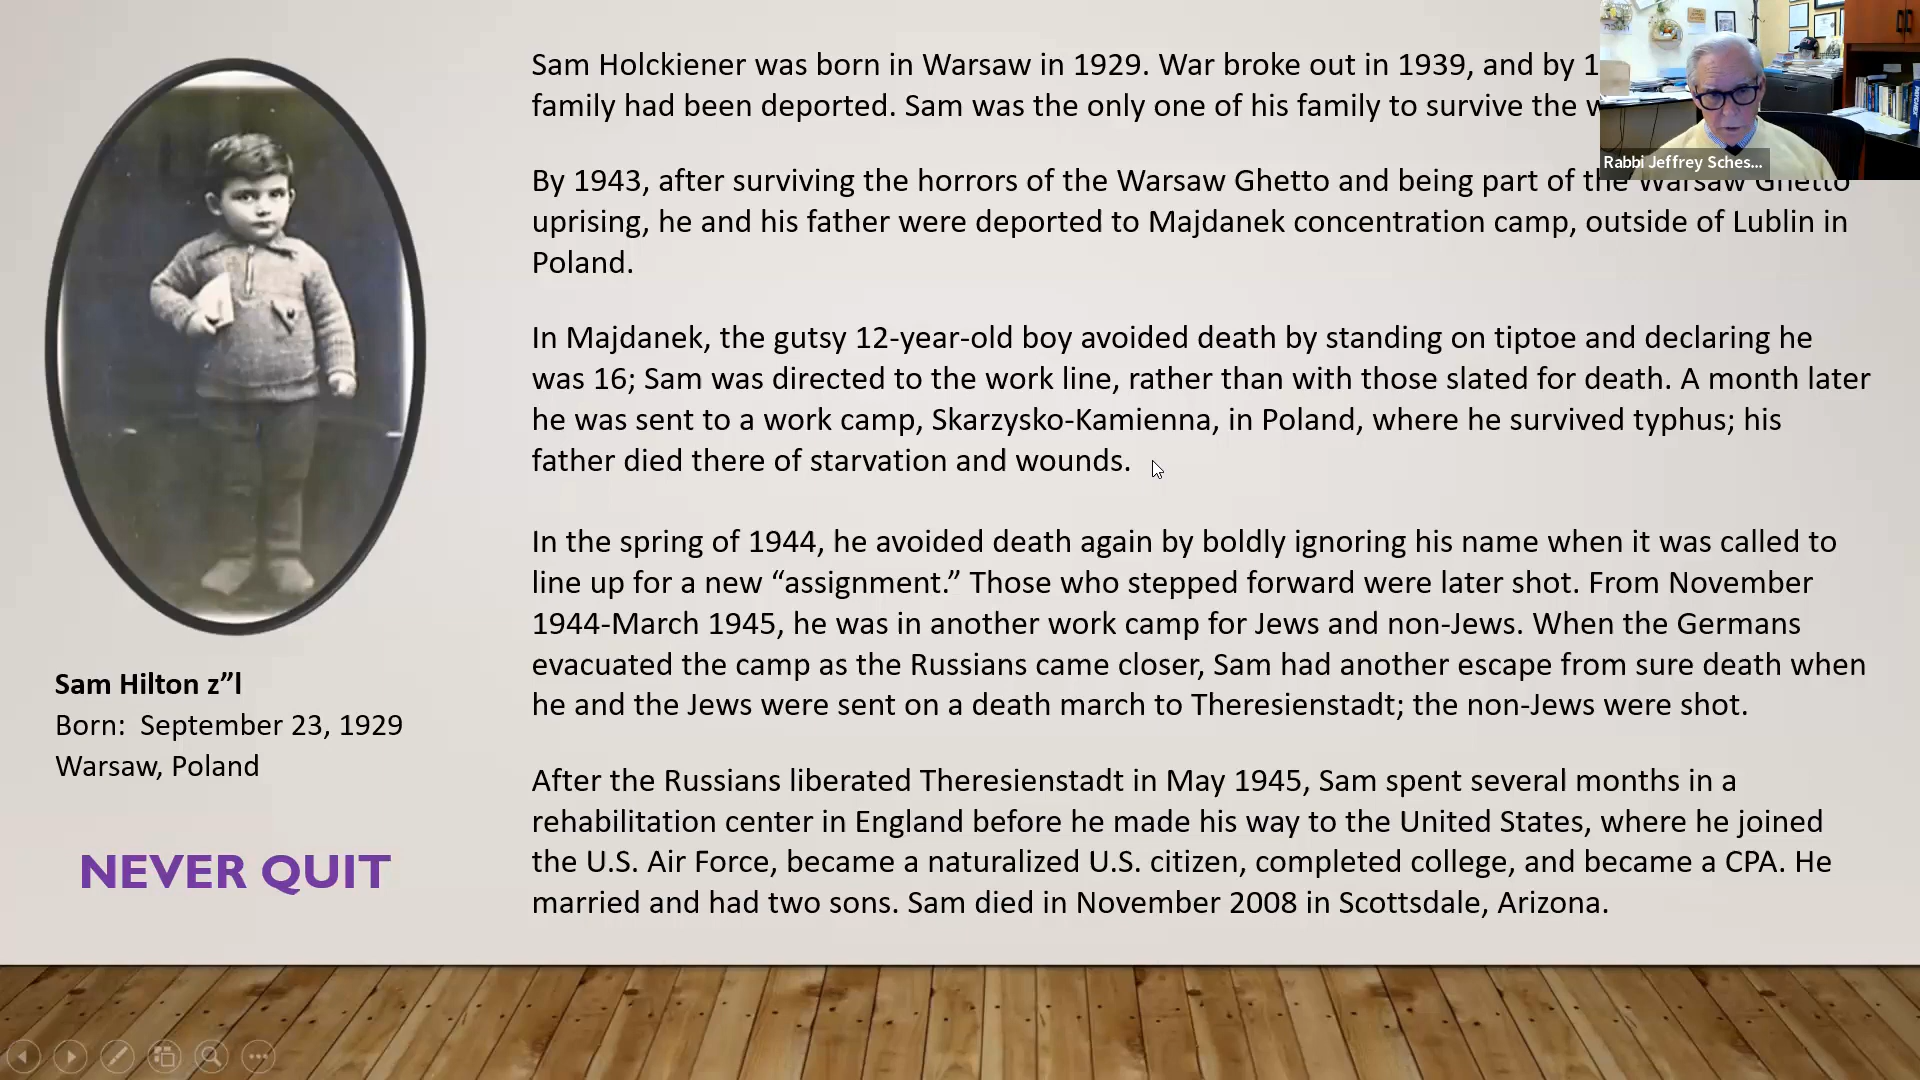 Sam Holckiener was born in Warsaw in 1929. War broke out in 1939, and by
family had been deported. Sam was the only one of his family to survive the
Rabbi Jeffrey Sches...
By 1943, after surviving the horrors of the Warsaw Ghetto and being part of the Warsaw Ghetto
uprising, he and his father were deported to Majdanek concentration camp, outside of Lublin in
Poland.
In Majdanek, the gutsy 12-year-old boy avoided death by standing on tiptoe and declaring he
was 16; Sam was directed to the work line, rather than with those slated for death. A month later
he was sent to a work camp, Skarzysko-Kamienna, in Poland, where he survived typhus; his
father died there of starvation and wounds.
In the spring of 1944, he avoided death again by boldly ignoring his name when it was called to
line up for a new “assignment.” Those who stepped forward were later shot. From November
1944-March 1945, he was in another work camp for Jews and non-Jews. When the Germans
evacuated the camp as the Russians came closer, Sam had another escape from sure death when
he and the Jews were sent on a death march to Theresienstadt; the non-Jews were shot.
After the Russians liberated Theresienstadt in May 1945, Sam spent several months in a
rehabilitation center in England before he made his way to the United States, where he joined
the U.S. Air Force, became a naturalized U.S. citizen, completed college, and became a CPA. He
married and had two sons. Sam died in November 2008 in Scottsdale, Arizona.
Sam Hilton z”l
Born: September 23, 1929
Warsaw, Poland
NEVER QUIT